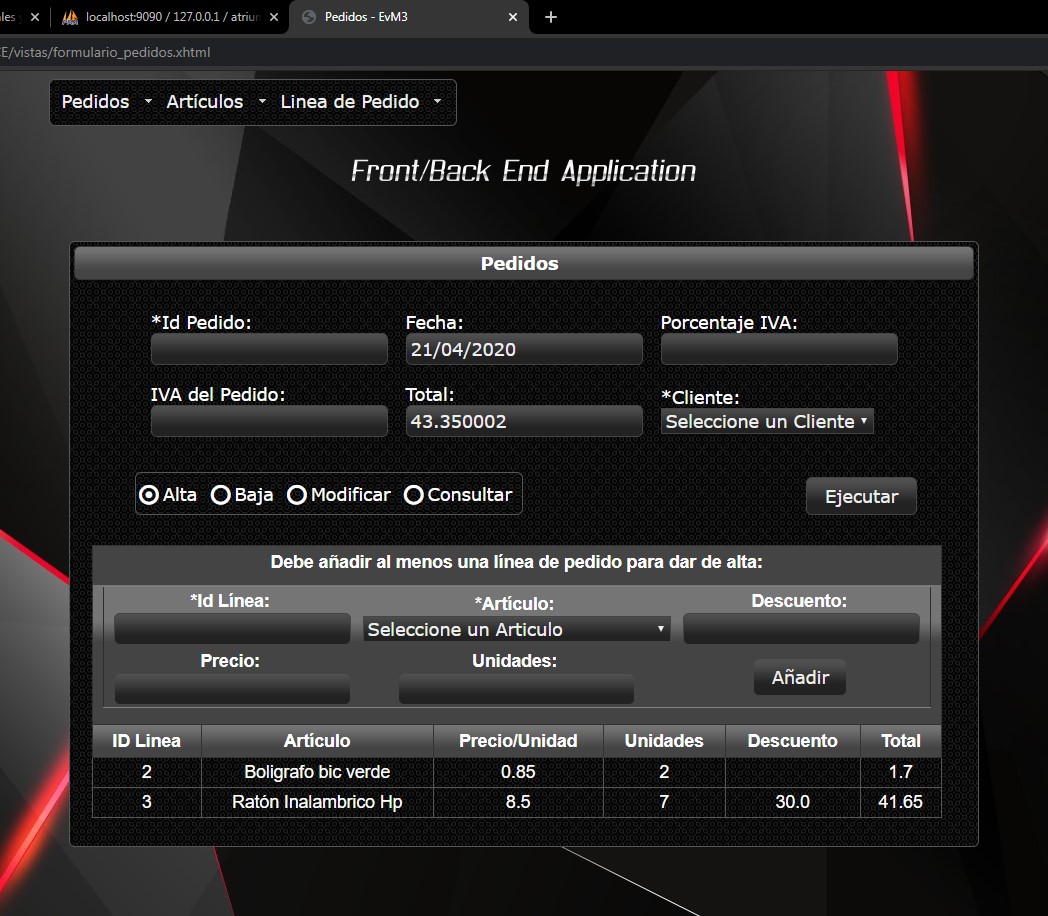 localhost:9090 / 127.0.0.1 / atriun
Pedidos - EvM3
E/vistas/formulario_pedidos.xhtml
Pedidos Artículos Linea de Pedido
Front/Back End Application
Pedidos
*Id Pedido: Fecha: Porcentaje IVA:
21/04/2020
IVA del Pedido: Total: *Cliente:
43.350002 Seleccione un Cliente
Alta Baja Modificar Consultar Ejecutar
Debe añadir al menos una línea de pedido para dar de alta:
*Id Línea: *Artículo: Descuento:
Seleccione un Articulo
Precio: Unidades:
Añadir
ID Linea Artículo Precio/Unidad Unidades Descuento Total
2 Boligrafo bic verde 0.85 2 1.7
3 Ratón Inalambrico Hp 8.5 7 30.0 41.65